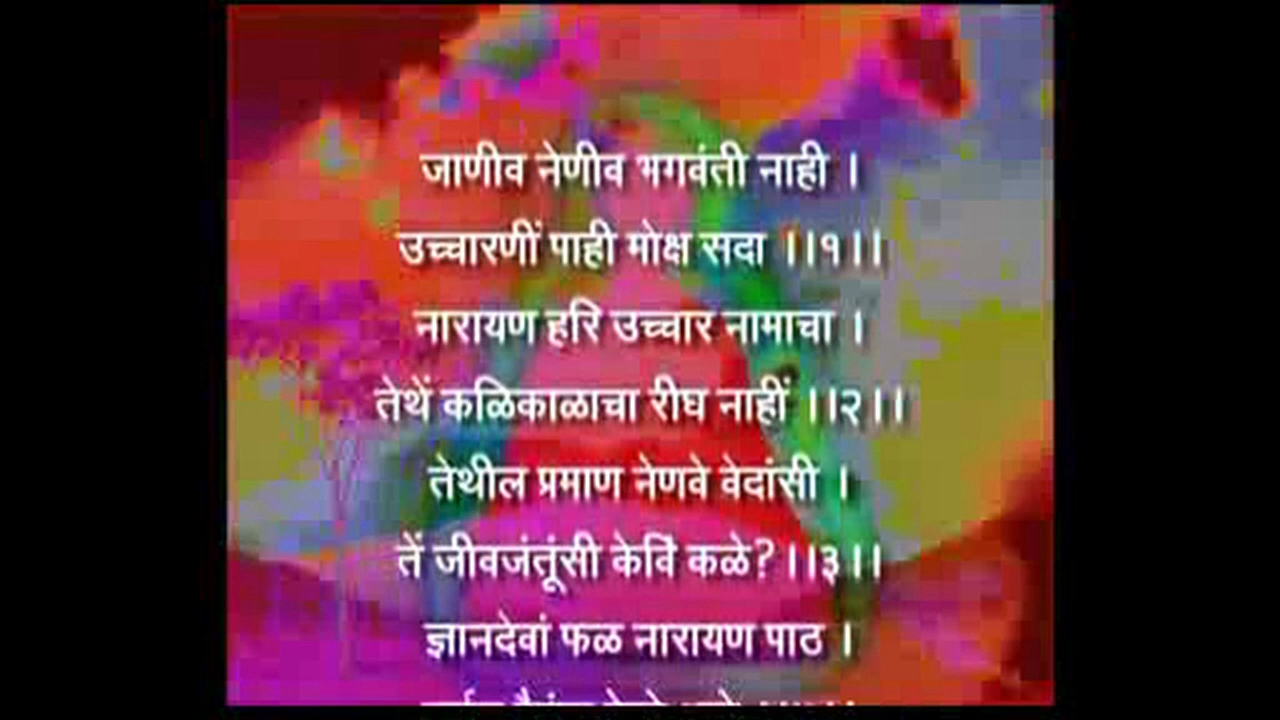 जाणीव नेणीव भगवंती नाही ।
उच्चारणीं पाही मोक्ष सदा ।।१।।
नारायण हरि उच्चार नामाचा ।
तेथें कळिकाळाचा रीघ नाहीं ।।२।।
तेथील प्रमाण नेणवे वेदांसी ।
तें जीवजंतूंसी केविं कळे? ।।३।।
ज्ञानदेवां फळ नारायण पाठ ।